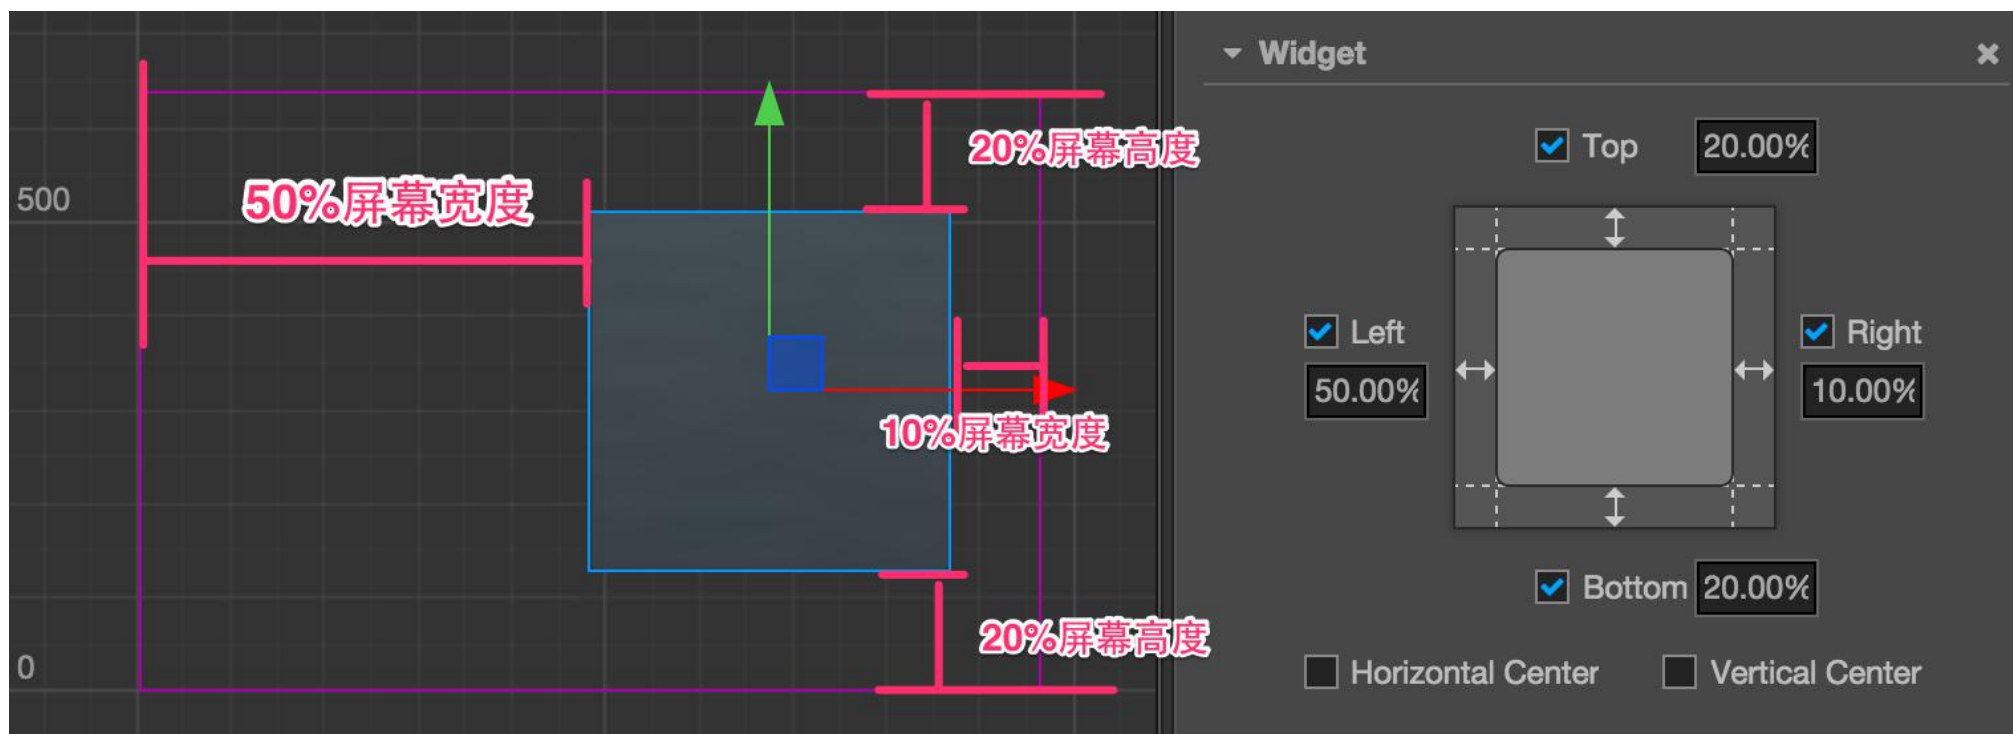 500
0
50%屏幕宽度
20%屏幕高度
10%屏幕宽度
20%屏幕高度
Widget
Top 20.00%
Left
50.00%
Right
10.00%
Bottom 20.00%
Horizontal Center
Vertical Center